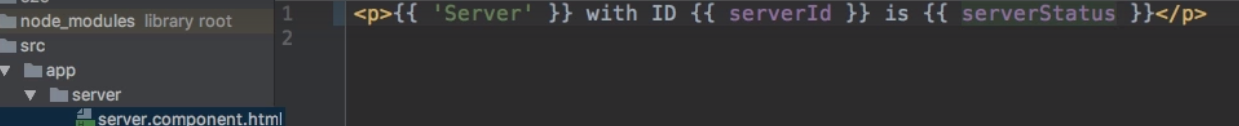 node_modules library root
src
app
server
server.component.html
1 <p>{{ 'Server' }} with ID {{ serverId }} is {{ serverStatus }}</p>
2